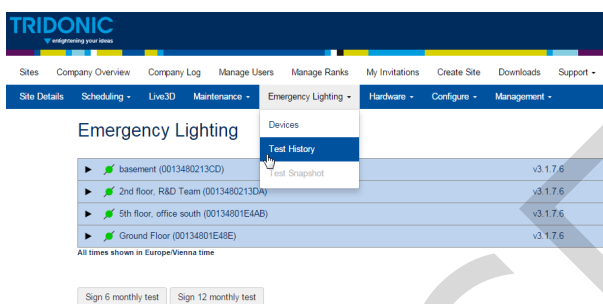 TRIDONIC
enlightening your ideas
Sites Company Overview Company Log Manage Users Manage Ranks My Invitations Create Site Downloads Support
Site Details Scheduling Live3D Maintenance Emergency Lighting Hardware Configure Management
Emergency Lighting
Devices
Test History
Test Snapshot
basement (0013480213CD) v3.1.7.6
2nd floor, R&D Team (0013480213DA) v3.1.7.6
5th floor, office south (00134801E4AB) v3.1.7.6
Ground Floor (00134801E48E) v3.1.7.6
All times shown in Europe/Vienna time
Sign 6 monthly test Sign 12 monthly test